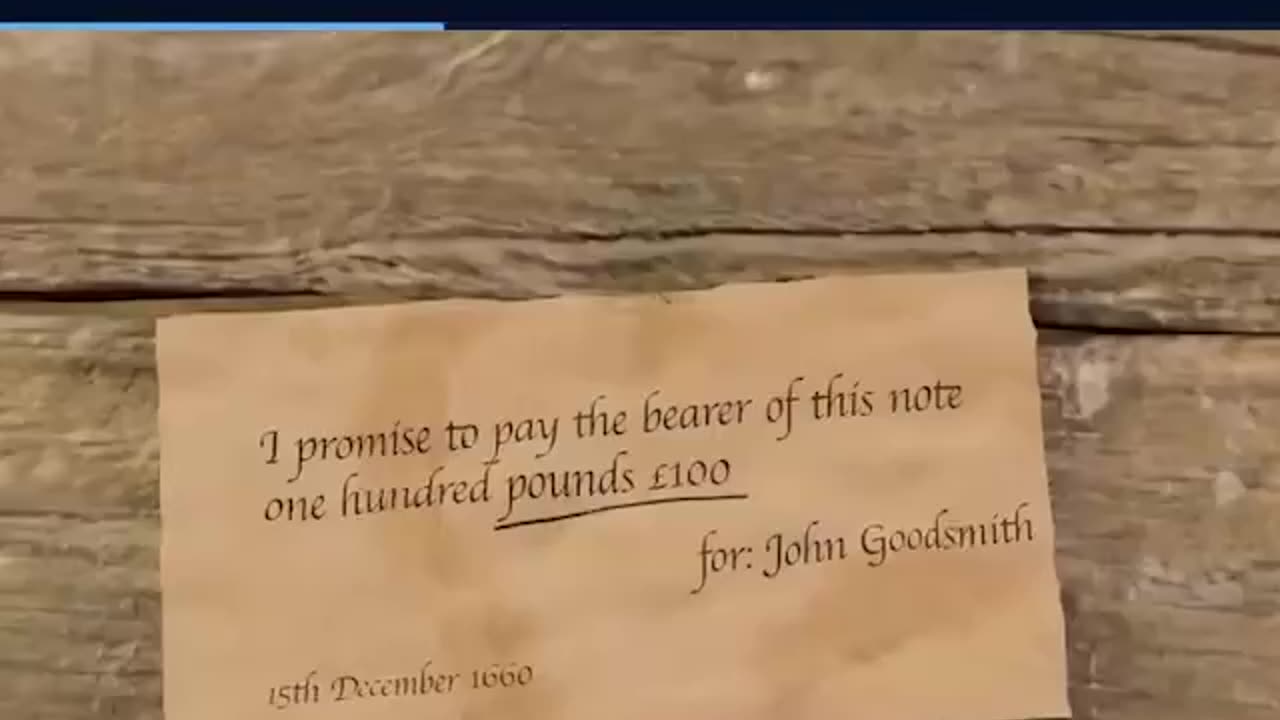 I promise to pay the bearer of this note
one hundred pounds £100
for: John Goodsmith
15th December 1660